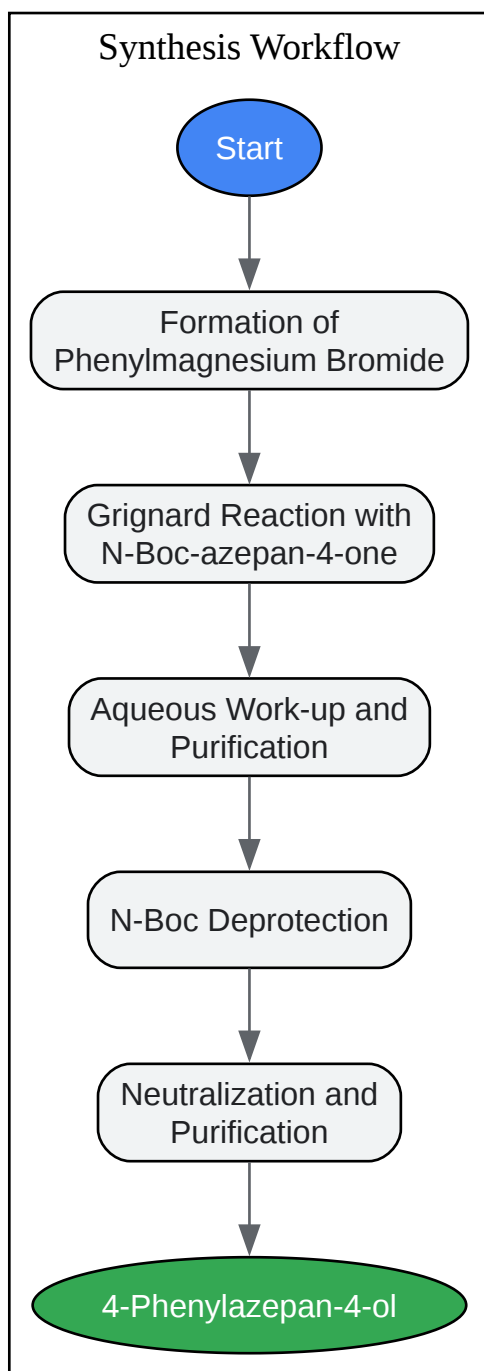 Synthesis Workflow
Start
Formation of
Phenylmagnesium Bromide
Grignard Reaction with
N-Boc-azepan-4-one
Aqueous Work-up and
Purification
N-Boc Deprotection
Neutralization and
Purification
4-Phenylazepan-4-ol